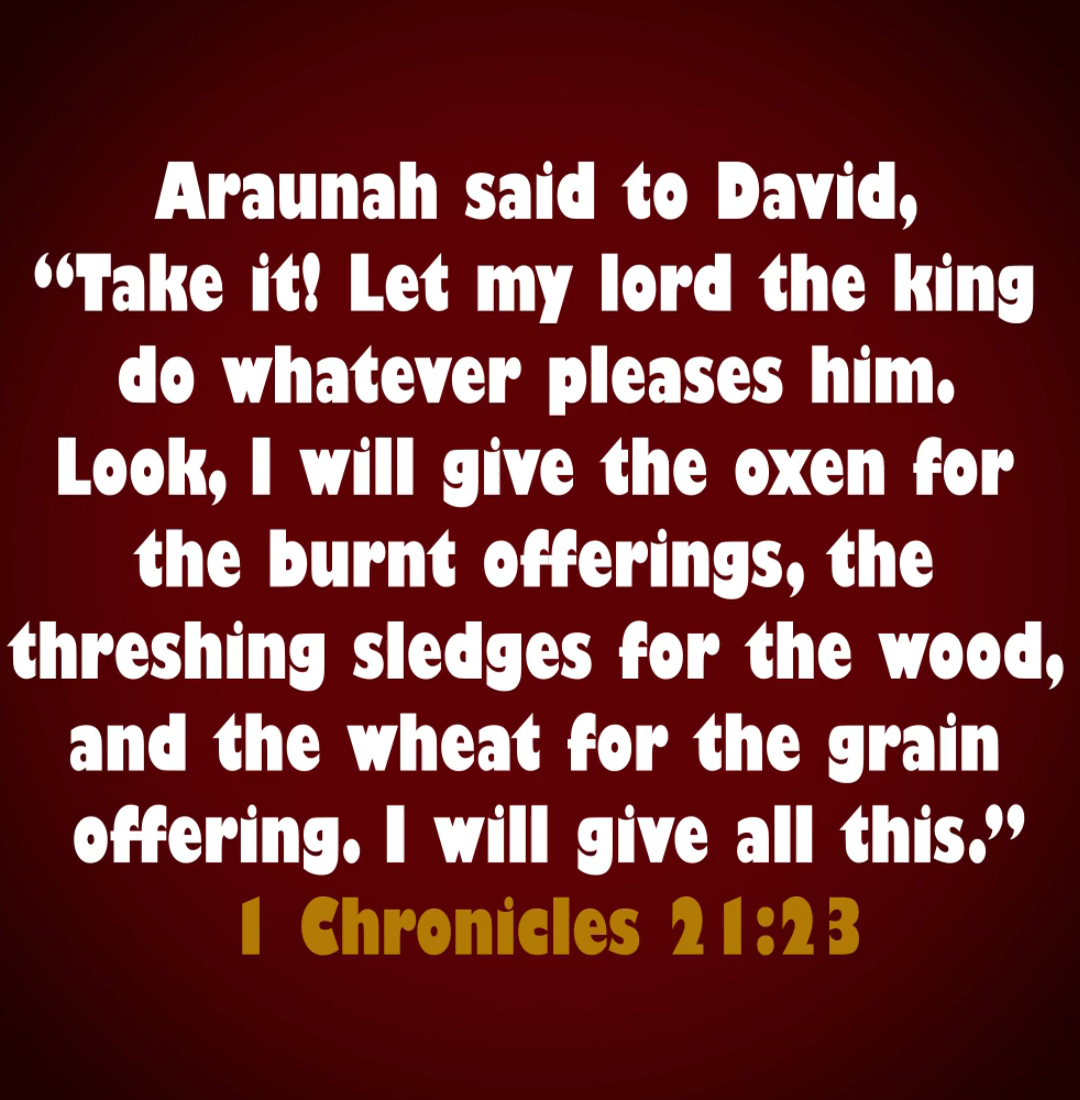 Araunah said to David,
“Take it! Let my lord the king
do whatever pleases him.
Look, I will give the oxen for
the burnt offerings, the
threshing sledges for the wood,
and the wheat for the grain
offering. I will give all this.”
1 Chronicles 21:23